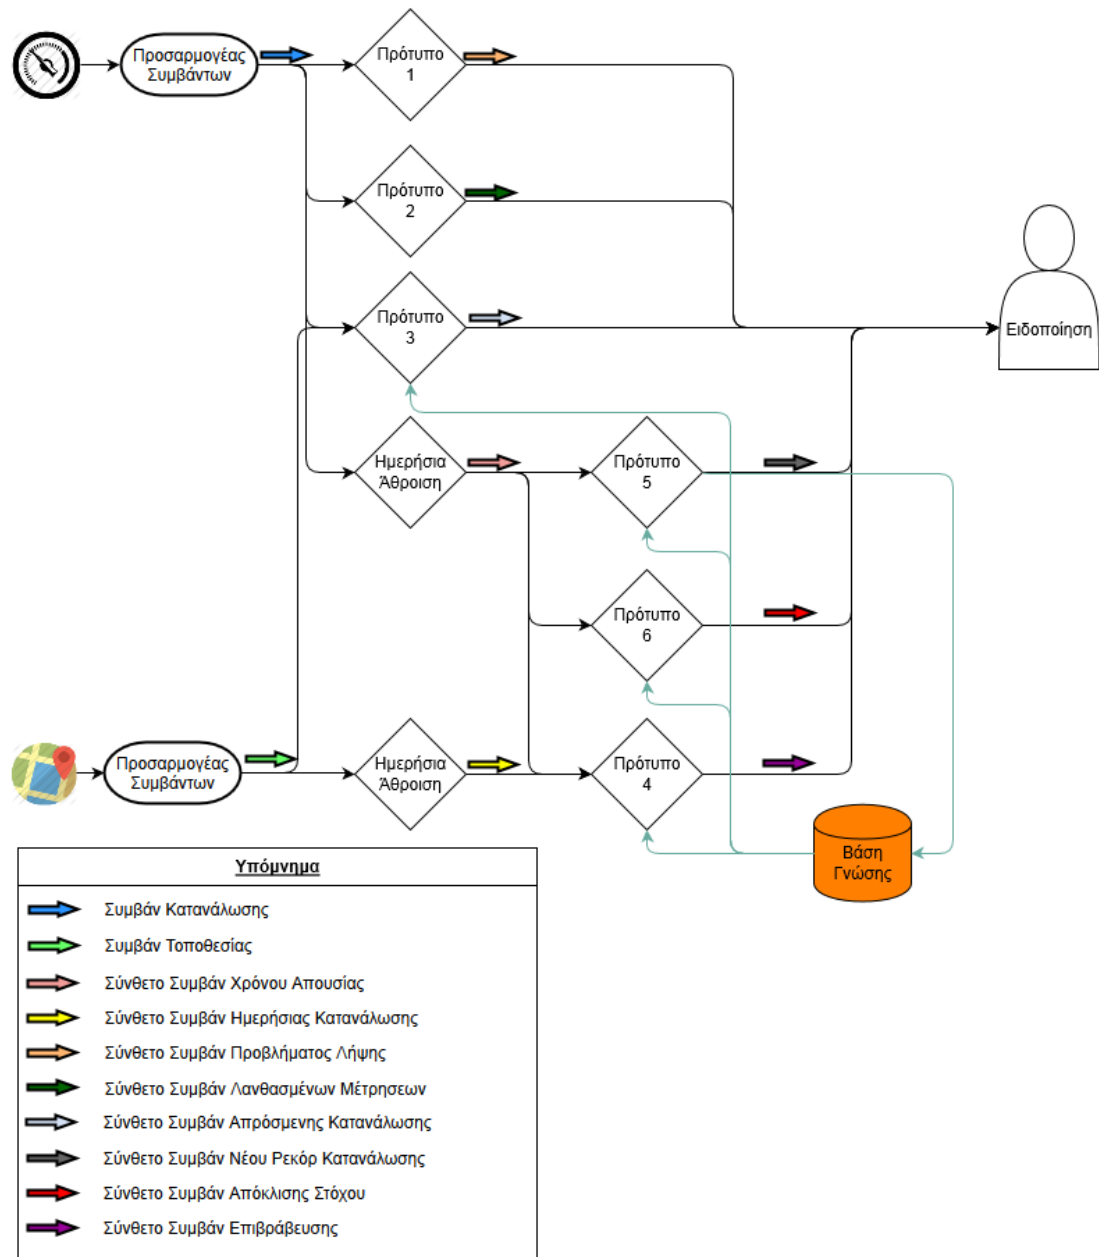 Προσαρμογέας
Συμβάντων
Πρότυπο
1
Πρότυπο
2
Πρότυπο
3
Ειδοποίηση
Ημερήσια
Άθροιση
Πρότυπο
5
Πρότυπο
6
Προσαρμογέας
Συμβάντων
Ημερήσια
Άθροιση
Πρότυπο
4
Βάση
Γνώσης
Υπόμνημα
Συμβάν Κατανάλωσης
Συμβάν Τοποθεσίας
Σύνθετο Συμβάν Χρόνου Απουσίας
Σύνθετο Συμβάν Ημερήσιας Κατανάλωσης
Σύνθετο Συμβάν Προβλήματος Λήψης
Σύνθετο Συμβάν Λανθασμένων Μέτρησεων
Σύνθετο Συμβάν Απρόσμενης Κατανάλωσης
Σύνθετο Συμβάν Νέου Ρεκόρ Κατανάλωσης
Σύνθετο Συμβάν Απόκλισης Στόχου
Σύνθετο Συμβάν Επιβράβευσης